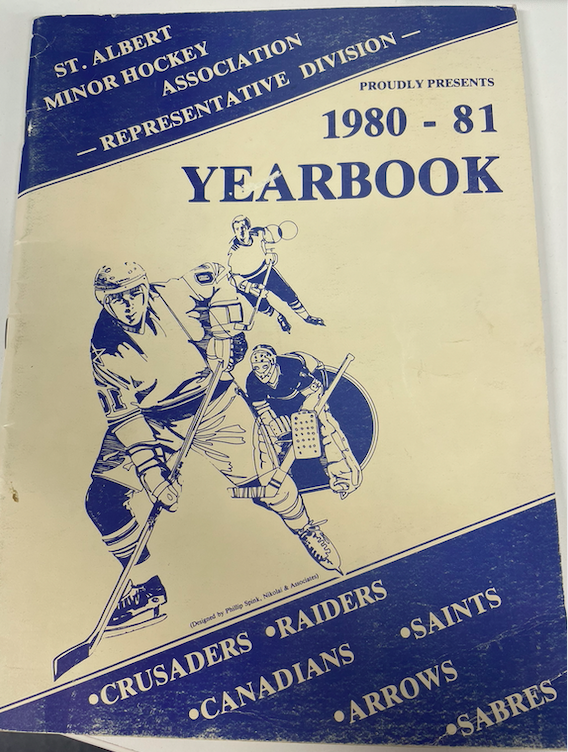 ST. ALBERT
MINOR HOCKEY
ASSOCIATION
— REPRESENTATIVE DIVISION —
PROUDLY PRESENTS
1980 - 81
YEARBOOK
(Designed by Phillip Spink, Nikolai & Associates)
•CRUSADERS •RAIDERS
•CANADIANS •SAINTS
•ARROWS
•SABRES